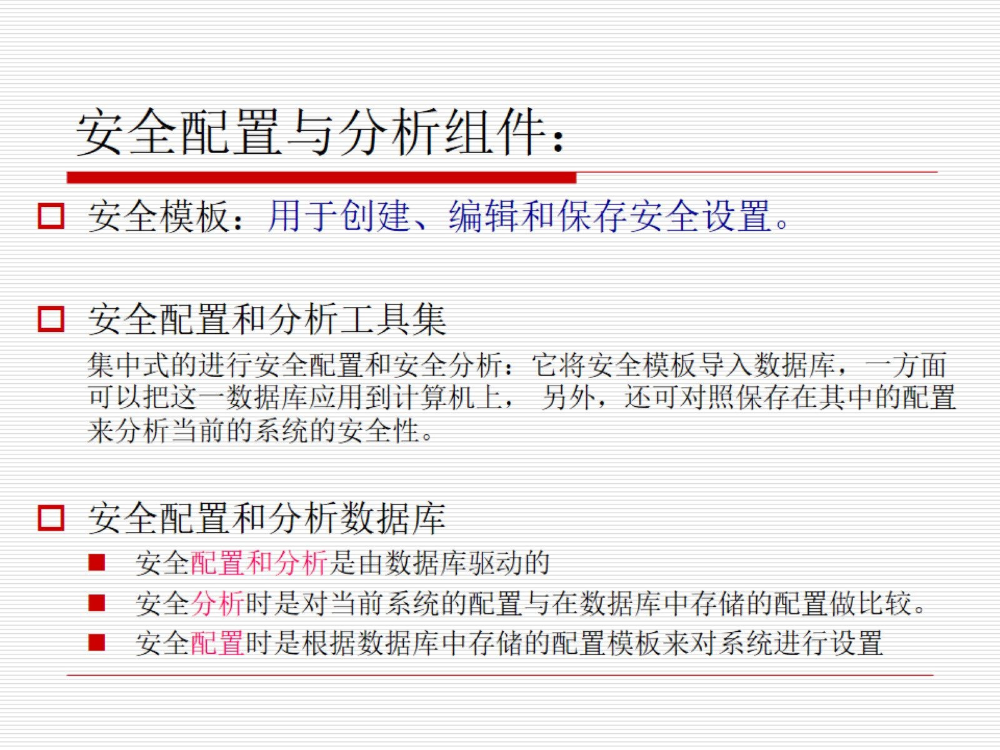 安全配置与分析组件：
安全模板：用于创建、编辑和保存安全设置。
安全配置和分析工具集
集中式的进行安全配置和安全分析：它将安全模板导入数据库，一方面
可以把这一数据库应用到计算机上， 另外，还可对照保存在其中的配置
来分析当前的系统的安全性。
安全配置和分析数据库
安全配置和分析是由数据库驱动的
安全分析时是对当前系统的配置与在数据库中存储的配置做比较。
安全配置时是根据数据库中存储的配置模板来对系统进行设置